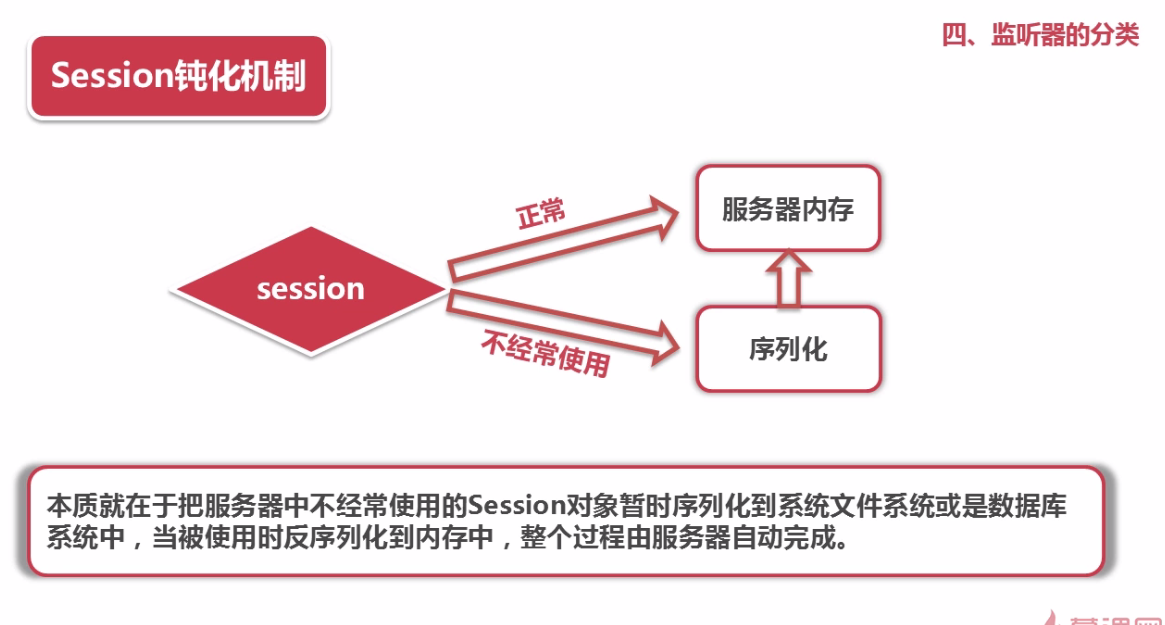 四、监听器的分类
Session钝化机制
正常
服务器内存
session
不经常使用
序列化
本质就在于把服务器中不经常使用的Session对象暂时序列化到系统文件系统或是数据库
系统中，当被使用时反序列化到内存中，整个过程由服务器自动完成。